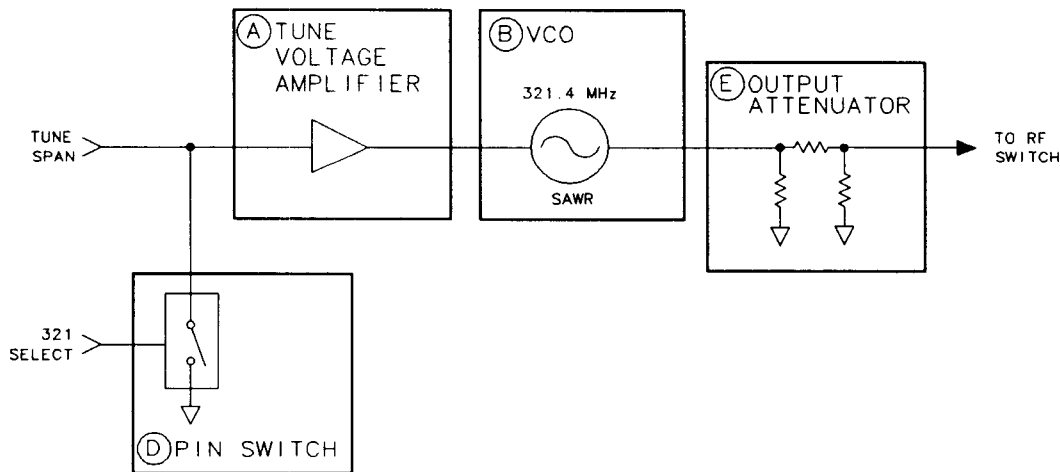 A TUNE
VOLTAGE
AMPLIFIER
B VCO
321.4 MHz
SAWR
E OUTPUT
ATTENUATOR
TUNE
SPAN
TO RF
SWITCH
321
SELECT
D PIN SWITCH